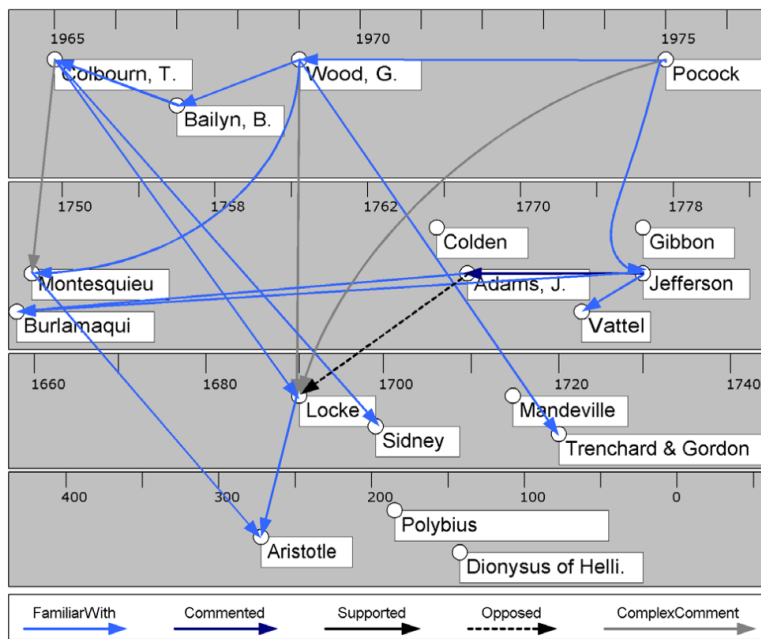 1965 1970 1975
Colbourn, T. Wood, G. Pocock
Bailyn, B.
1750 1758 1762 1770 1778
Colden Gibbon
Montesquieu Adams, J. Jefferson
Burlamaqui Vattel
1660 1680 1700 1720 1740
Locke Mandeville
Sidney Trenchard & Gordon
400 300 200 100 0
Polybius
Aristotle Dionysus of Helli.
FamiliarWith Commented Supported Opposed ComplexComment